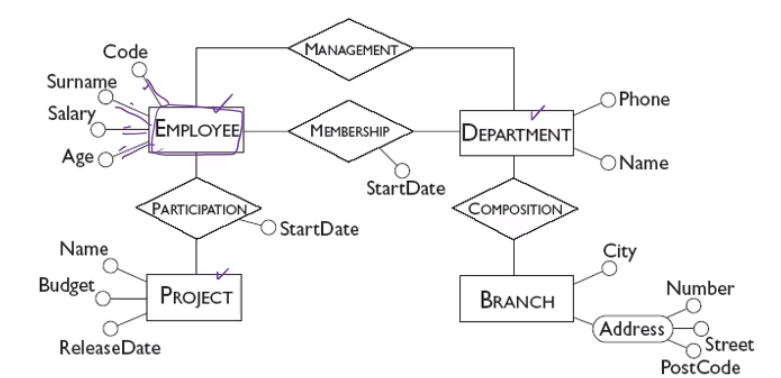 Code
MANAGEMENT
Surname
Salary
Age
EMPLOYEE
MEMBERSHIP
StartDate
DEPARTMENT
Phone
Name
PARTICIPATION
StartDate
COMPOSITION
Name
Budget
ReleaseDate
PROJECT
BRANCH
City
Address
Number
Street
PostCode